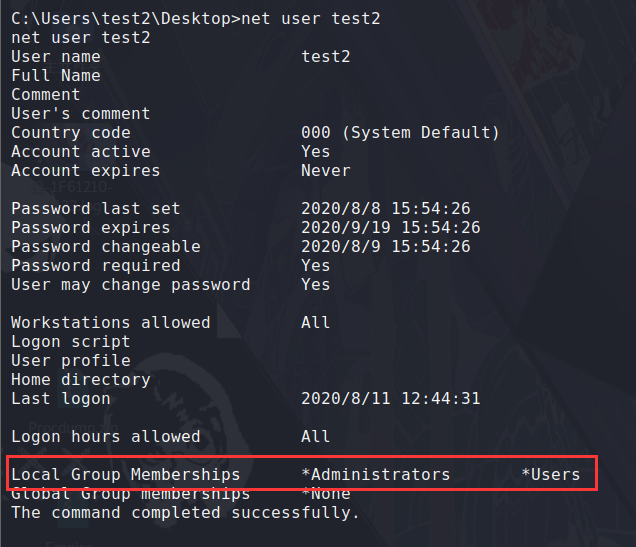 C:\Users\test2\Desktop>net user test2
net user test2
User name test2
Full Name
Comment
User's comment
Country code 000 (System Default)
Account active Yes
Account expires Never
Password last set 2020/8/8 15:54:26
Password expires 2020/9/19 15:54:26
Password changeable 2020/8/9 15:54:26
Password required Yes
User may change password Yes
Workstations allowed All
Logon script
User profile
Home directory
Last logon 2020/8/11 12:44:31
Logon hours allowed All
Local Group Memberships *Administrators *Users
Global Group memberships *None
The command completed successfully.